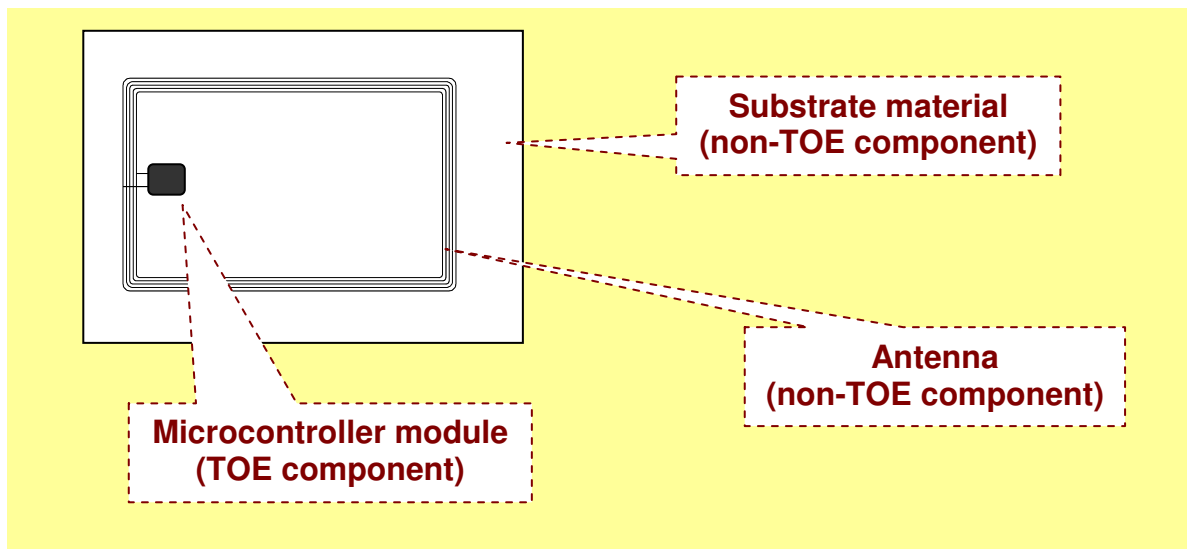 Substrate material
(non-TOE component)
Antenna
(non-TOE component)
Microcontroller module
(TOE component)